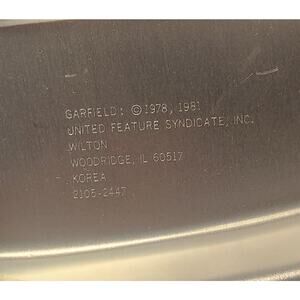 GARFIELD: ©1978, 1981
UNITED FEATURE SYNDICATE, INC.
WILTON
WOODRIDGE, IL 60517
KOREA
2105-2447